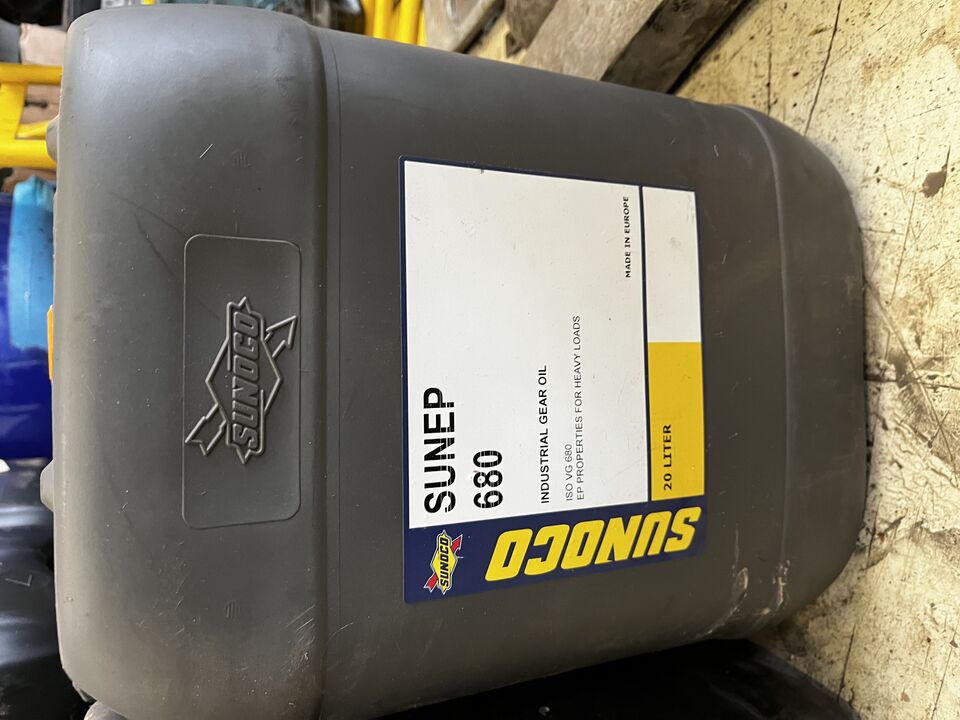 SUNOCO
SUNOCO
SUNOCO
SUNEP
680
INDUSTRIAL GEAR OIL
ISO VG 680
EP PROPERTIES FOR HEAVY LOADS
MADE IN EUROPE
20 LITER